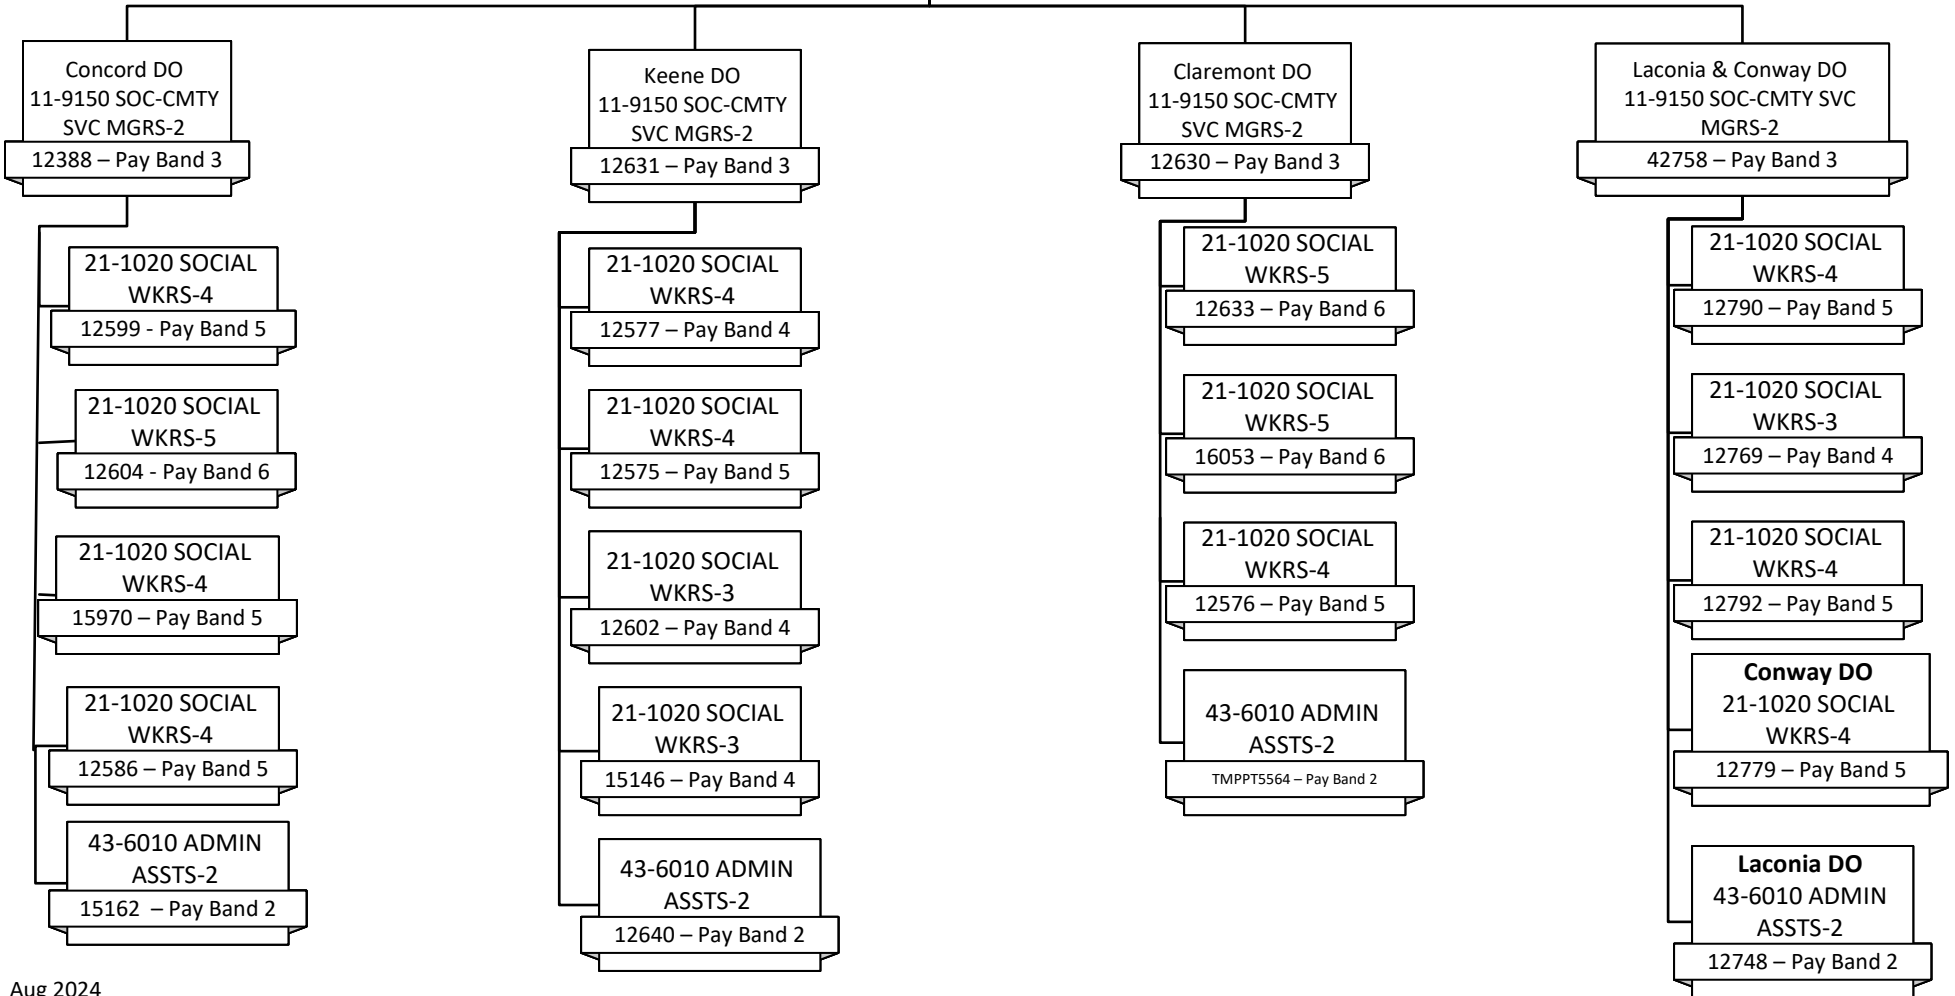 Concord DO
11-9150 SOC-CMTY
SVC MGRS-2
12388 – Pay Band 3
21-1020 SOCIAL
WKRS-4
12599 - Pay Band 5
21-1020 SOCIAL
WKRS-5
12604 - Pay Band 6
21-1020 SOCIAL
WKRS-4
15970 – Pay Band 5
21-1020 SOCIAL
WKRS-4
12586 – Pay Band 5
43-6010 ADMIN
ASSTS-2
15162 – Pay Band 2
Keene DO
11-9150 SOC-CMTY
SVC MGRS-2
12631 – Pay Band 3
21-1020 SOCIAL
WKRS-4
12577 – Pay Band 4
21-1020 SOCIAL
WKRS-4
12575 – Pay Band 5
21-1020 SOCIAL
WKRS-3
12602 – Pay Band 4
21-1020 SOCIAL
WKRS-3
15146 – Pay Band 4
43-6010 ADMIN
ASSTS-2
12640 – Pay Band 2
Claremont DO
11-9150 SOC-CMTY
SVC MGRS-2
12630 – Pay Band 3
21-1020 SOCIAL
WKRS-5
12633 – Pay Band 6
21-1020 SOCIAL
WKRS-5
16053 – Pay Band 6
21-1020 SOCIAL
WKRS-4
12576 – Pay Band 5
43-6010 ADMIN
ASSTS-2
TMPPT5564 – Pay Band 2
Laconia & Conway DO
11-9150 SOC-CMTY SVC
MGRS-2
42758 – Pay Band 3
21-1020 SOCIAL
WKRS-4
12790 – Pay Band 5
21-1020 SOCIAL
WKRS-3
12769 – Pay Band 4
21-1020 SOCIAL
WKRS-4
12792 – Pay Band 5
Conway DO
21-1020 SOCIAL
WKRS-4
12779 – Pay Band 5
Laconia DO
43-6010 ADMIN
ASSTS-2
12748 – Pay Band 2
Aug 2024